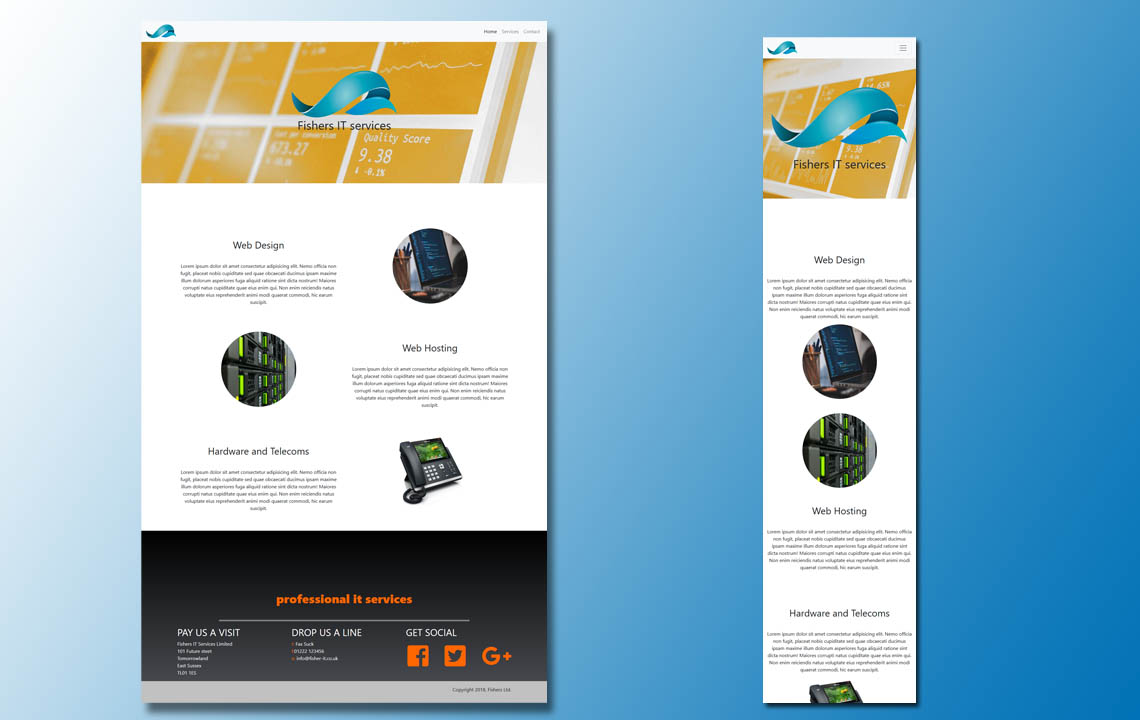 Home Services Contact
Cost per conversion
673.27
Quality Score
9.38
-0.1%
Fishers IT services
Web Design
Lorem ipsum dolor sit amet consectetur adipisicing elit. Nemo officia non
fugit, placeat nobis cupiditate sed quae obcaecati ducimus ipsam maxime
illum dolorum asperiores fuga aliquid ratione sint dicta nostrum! Maiores
corrupti natus cupiditate quae eius enim qui. Non enim reiciendis natus
voluptate eius reprehenderit animi modi quaerat commodi, hic earum
suscipit.
Web Hosting
Lorem ipsum dolor sit amet consectetur adipisicing elit. Nemo officia non
fugit, placeat nobis cupiditate sed quae obcaecati ducimus ipsam maxime
illum dolorum asperiores fuga aliquid ratione sint dicta nostrum! Maiores
corrupti natus cupiditate quae eius enim qui. Non enim reiciendis natus
voluptate eius reprehenderit animi modi quaerat commodi, hic earum
suscipit.
Hardware and Telecoms
Lorem ipsum dolor sit amet consectetur adipisicing elit. Nemo officia non
fugit, placeat nobis cupiditate sed quae obcaecati ducimus ipsam maxime
illum dolorum asperiores fuga aliquid ratione sint dicta nostrum! Maiores
corrupti natus cupiditate quae eius enim qui. Non enim reiciendis natus
voluptate eius reprehenderit animi modi quaerat commodi, hic earum
suscipit.
professional it services
PAY US A VISIT
Fishers IT Services Limited
101 Future steet
Tomorrowland
East Sussex
TL01 1ES
DROP US A LINE
Fax Suck
01222 123456
info@fisher-it.co.uk
GET SOCIAL
G+
Copyright 2018, Fishers Ltd.
14.65%
9.38
-0.1%
Fishers IT services
Web Design
Lorem ipsum dolor sit amet consectetur adipisicing elit. Nemo officia
non fugit, placeat nobis cupiditate sed quae obcaecati ducimus
ipsam maxime illum dolorum asperiores fuga aliquid ratione sint
dicta nostrum! Maiores corrupti natus cupiditate quae eius enim qui.
Non enim reiciendis natus voluptate eius reprehenderit animi modi
quaerat commodi, hic earum suscipit.
Web Hosting
Lorem ipsum dolor sit amet consectetur adipisicing elit. Nemo officia
non fugit, placeat nobis cupiditate sed quae obcaecati ducimus
ipsam maxime illum dolorum asperiores fuga aliquid ratione sint
dicta nostrum! Maiores corrupti natus cupiditate quae eius enim qui.
Non enim reiciendis natus voluptate eius reprehenderit animi modi
quaerat commodi, hic earum suscipit.
Hardware and Telecoms
Lorem ipsum dolor sit amet consectetur adipisicing elit. Nemo officia
non fugit, placeat nobis cupiditate sed quae obcaecati ducimus
ipsam maxime illum dolorum asperiores fuga aliquid ratione sint
dicta nostrum! Maiores corrupti natus cupiditate quae eius enim qui.
Non enim reiciendis natus voluptate eius reprehenderit animi modi
quaerat commodi, hic earum suscipit.